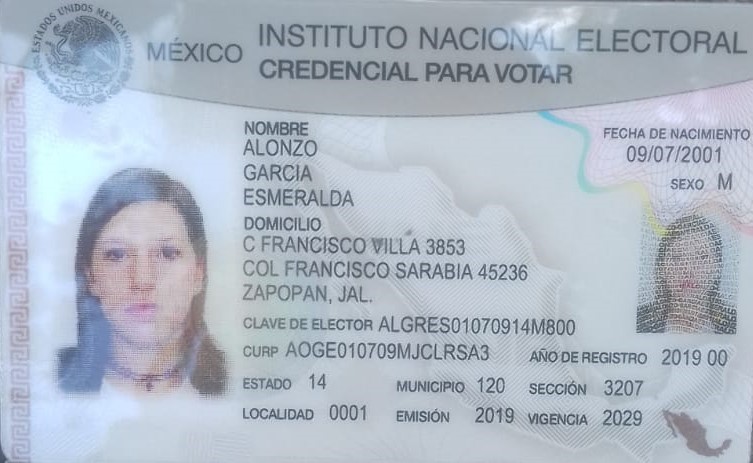 ESTADOS UNIDOS MEXICANOS
MÉXICO
INSTITUTO NACIONAL ELECTORAL
CREDENCIAL PARA VOTAR
NOMBRE
ALONZO
GARCIA
ESMERALDA
DOMICILIO
C FRANCISCO VILLA 3853
COL FRANCISCO SARABIA 45236
ZAPOPAN, JAL.
FECHA DE NACIMIENTO
09/07/2001
SEXO M
CLAVE DE ELECTOR ALGRES01070914M800
CURP AOGE010709MJCLRSA3 AÑO DE REGISTRO 2019 00
ESTADO 14 MUNICIPIO 120 SECCIÓN 3207
LOCALIDAD 0001 EMISIÓN 2019 VIGENCIA 2029